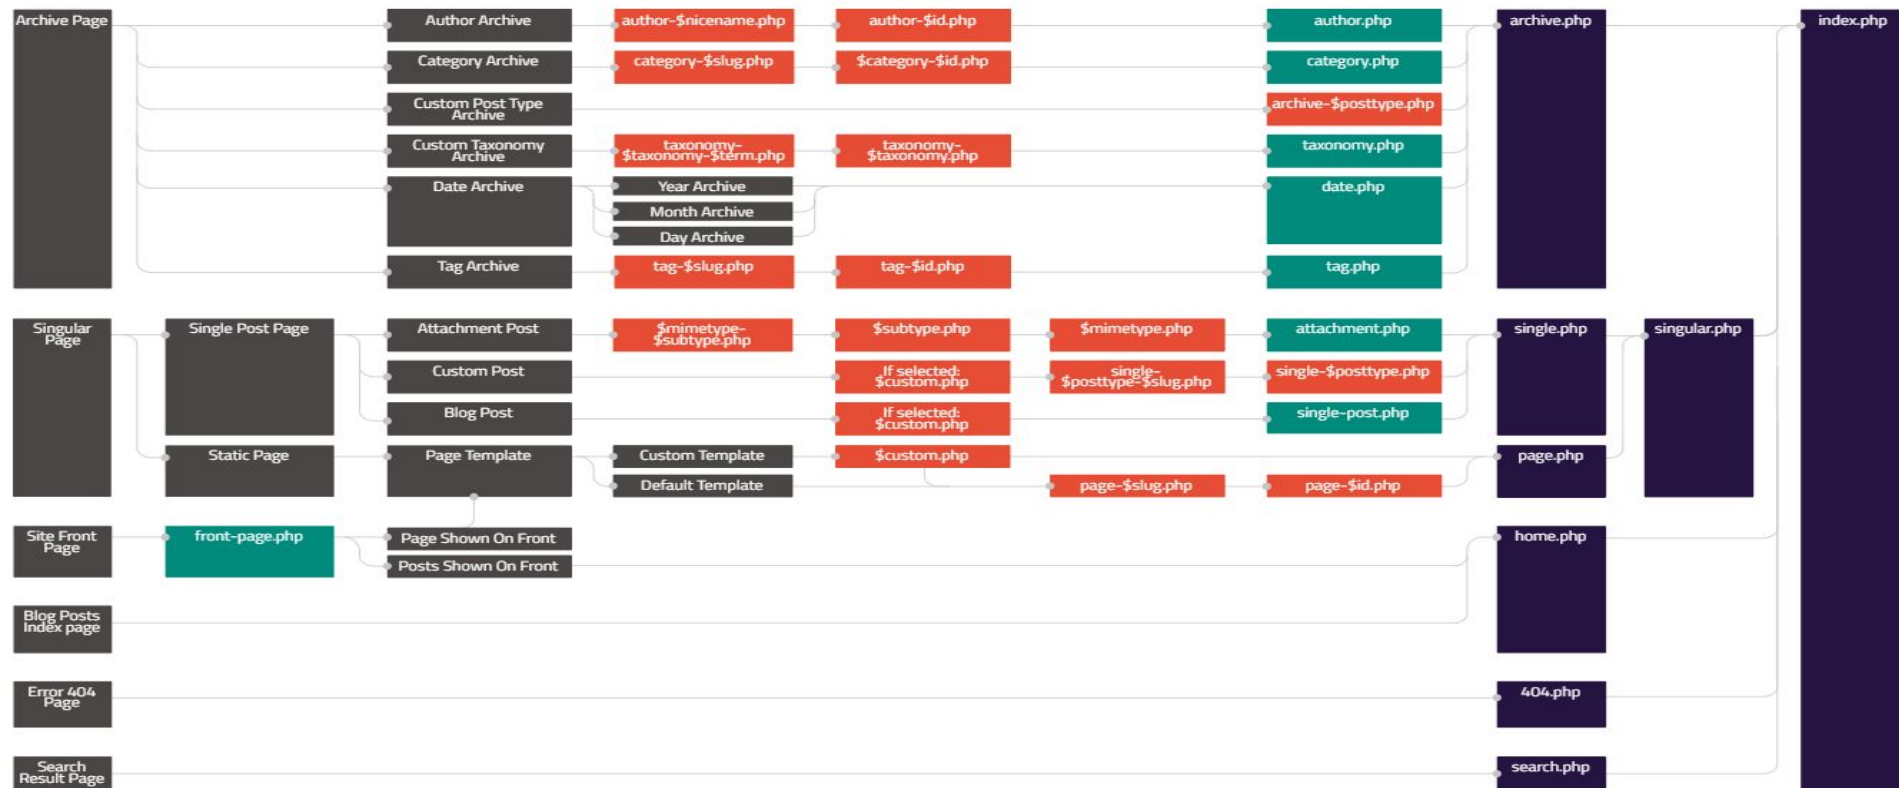 Archive Page
Author Archive
author-$nicename.php
author-$id.php
author.php
archive.php
index.php
Category Archive
category-$slug.php
$category-$id.php
category.php
Custom Post Type
Archive
archive-$posttype.php
Custom Taxonomy
Archive
taxonomy-
$taxonomy-$term.php
taxonomy-
$taxonomy.php
taxonomy.php
Date Archive
Year Archive
Month Archive
Day Archive
date.php
Tag Archive
tag-$slug.php
tag-$id.php
tag.php
Singular
Page
Single Post Page
Attachment Post
$mimetype-
$subtype.php
$subtype.php
$mimetype.php
attachment.php
single.php
singular.php
Custom Post
If selected:
$custom.php
single-
$posttype-$slug.php
single-$posttype.php
Blog Post
If selected:
$custom.php
single-post.php
Static Page
Page Template
Custom Template
$custom.php
page.php
Default Template
page-$slug.php
page-$id.php
Site Front
Page
front-page.php
Page Shown On Front
Posts Shown On Front
home.php
Blog Posts
Index page
Error 404
Page
404.php
Search
Result Page
search.php